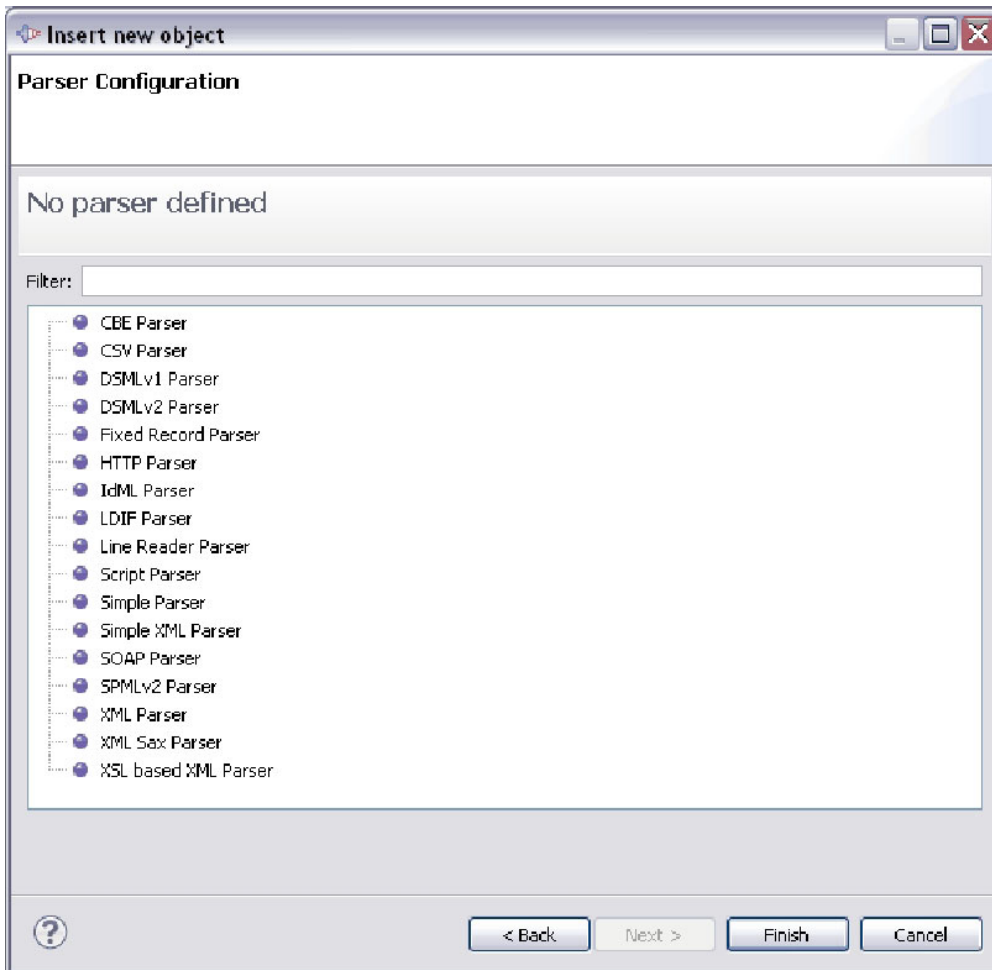 Insert new object
Parser Configuration
No parser defined
Filter:
CBE Parser
CSV Parser
DSMLv1 Parser
DSMLv2 Parser
Fixed Record Parser
HTTP Parser
IdML Parser
LDIF Parser
Line Reader Parser
Script Parser
Simple Parser
Simple XML Parser
SOAP Parser
SPMLv2 Parser
XML Parser
XML Sax Parser
XSL based XML Parser
? < Back Next > Finish Cancel